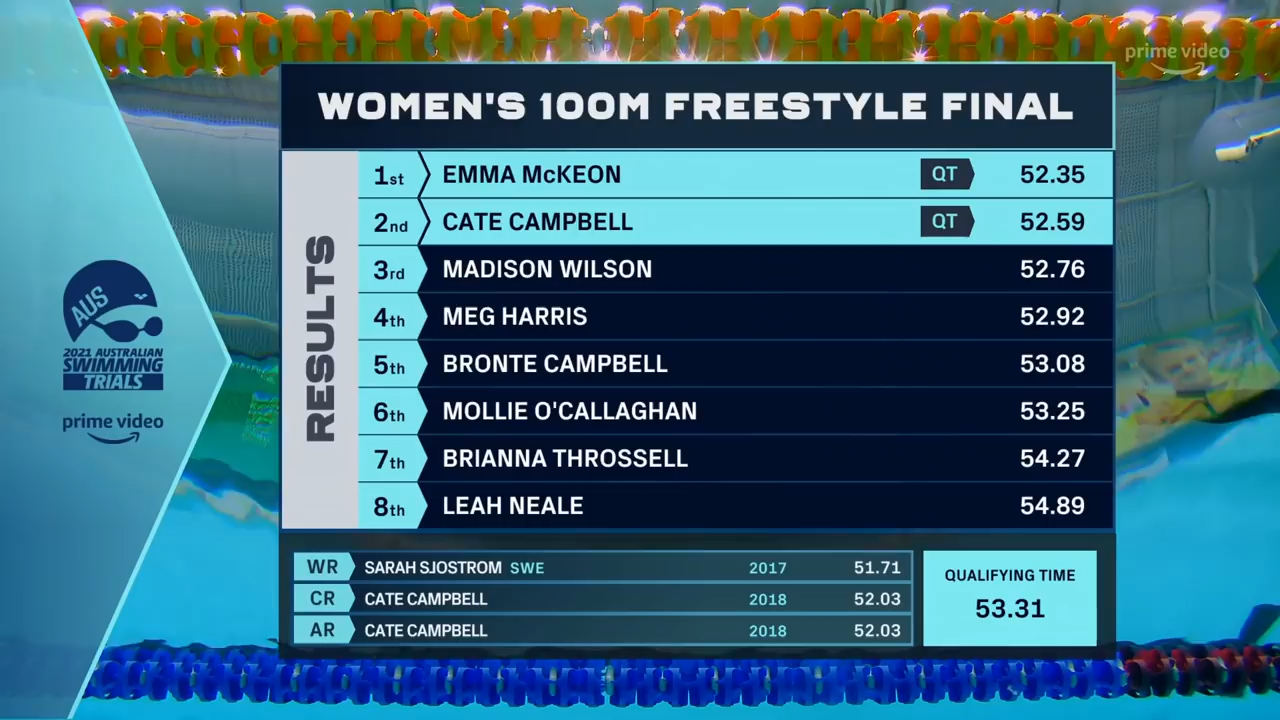 prime video
WOMEN'S 100M FREESTYLE FINAL
RESULTS
1st EMMA McKEON QT 52.35
2nd CATE CAMPBELL QT 52.59
3rd MADISON WILSON 52.76
4th MEG HARRIS 52.92
5th BRONTE CAMPBELL 53.08
6th MOLLIE O'CALLAGHAN 53.25
7th BRIANNA THROSSELL 54.27
8th LEAH NEALE 54.89
WR SARAH SJOSTROM SWE 2017 51.71
CR CATE CAMPBELL 2018 52.03
AR CATE CAMPBELL 2018 52.03
QUALIFYING TIME
53.31
AUS
2021 AUSTRALIAN
SWIMMING
TRIALS
prime video